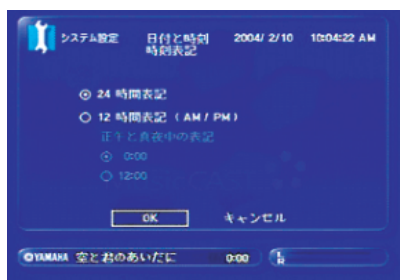 システム設定 日付と時刻 2004/ 2/10 10:04:22 AM
時刻表記
24 時間表記
12 時間表記 ( AM / PM )
正午と真夜中の表記
0:00
12:00
OK キャンセル
YAMAHA 空と君のあいだに 0:00